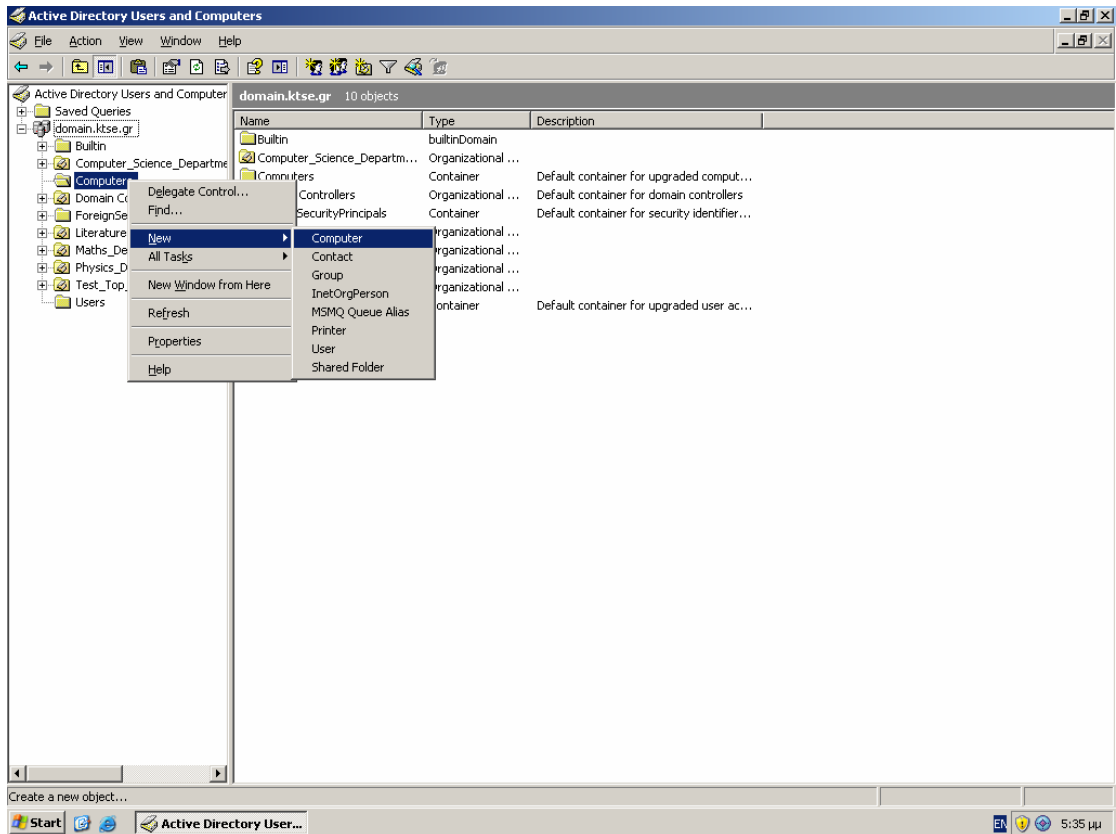 Active Directory Users and Computers
File Action View Window Help
Active Directory Users and Computer
Saved Queries
domain.ktse.gr
Builtin
Computer_Science_Departme
Computers
Domain Co
ForeignSe
Literature
Maths_De
Physics_D
Test_Top_
Users
domain.ktse.gr 10 objects
Name Type Description
Builtin builtinDomain
Computer_Science_Departm... Organizational ...
Computers Container Default container for upgraded comput...
Controllers Organizational ... Default container for domain controllers
SecurityPrincipals Container Default container for security identifier...
rganizational ...
rganizational ...
rganizational ...
rganizational ...
ontainer Default container for upgraded user ac...
Delegate Control...
Find...
New
All Tasks
New Window from Here
Refresh
Properties
Help
Computer
Contact
Group
InetOrgPerson
MSMQ Queue Alias
Printer
User
Shared Folder
Create a new object...
Start Active Directory User... EN 5:35 μμ